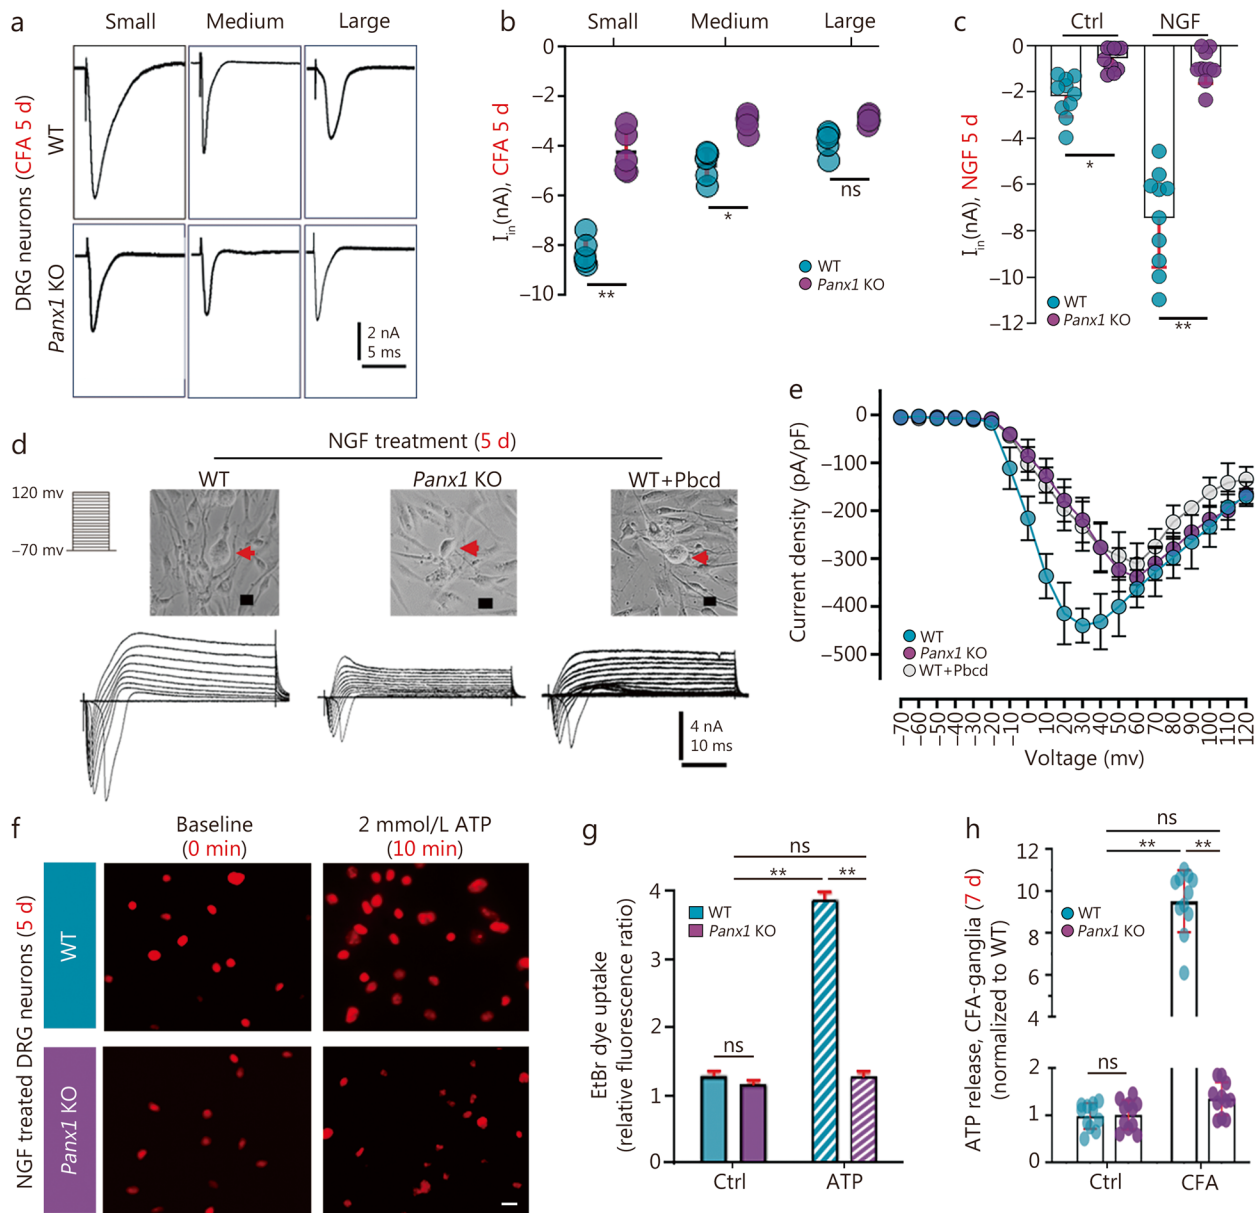 a
Small
Medium
Large
DRG neurons (CFA 5 d)
WT
Panx1 KO
2 nA
5 ms
b
Small
Medium
Large
I_in(nA), CFA 5 d
0
−2
−4
−6
−8
−10
**
*
ns
WT
Panx1 KO
c
Ctrl
NGF
I_in(nA), NGF 5 d
0
−2
−4
−6
−8
−10
−12
*
**
WT
Panx1 KO
d
NGF treatment (5 d)
WT
Panx1 KO
WT+Pbcd
120 mv
−70 mv
4 nA
10 ms
e
Current density (pA/pF)
0
−100
−200
−300
−400
−500
WT
Panx1 KO
WT+Pbcd
−70
−60
−50
−40
−30
−20
−10
0
10
20
30
40
50
60
70
80
90
100
110
120
Voltage (mv)
f
Baseline
(0 min)
2 mmol/L ATP
(10 min)
NGF treated DRG neurons (5 d)
WT
Panx1 KO
g
EtBr dye uptake
(relative fluorescence ratio)
4
3
2
1
0
ns
**
**
ns
WT
Panx1 KO
Ctrl
ATP
h
ATP release, CFA-ganglia (7 d)
(normalized to WT)
12
10
8
6
4
2
1
0
ns
**
**
ns
WT
Panx1 KO
Ctrl
CFA